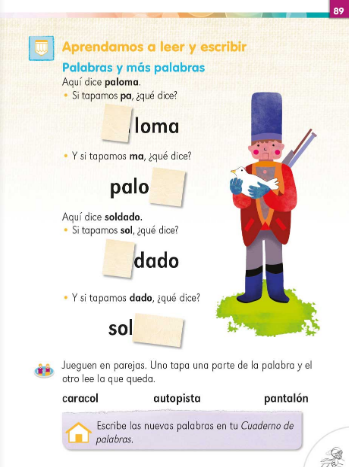 89
Aprendamos a leer y escribir
Palabras y más palabras
Aquí dice paloma.
• Si tapamos pa, ¿qué dice?
loma
• Y si tapamos ma, ¿qué dice?
palo
Aquí dice soldado.
• Si tapamos sol, ¿qué dice?
dado
• Y si tapamos dado, ¿qué dice?
sol
Jueguen en parejas. Uno tapa una parte de la palabra y el
otro lee la que queda.
caracol autopista pantalón
Escribe las nuevas palabras en tu Cuaderno de
palabras.